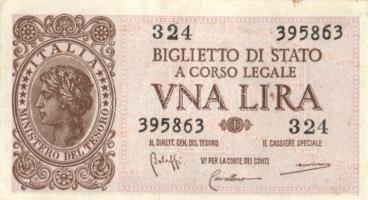 324 395863
ITALIA
MINISTERO DEL TESORO
BIGLIETTO DI STATO
A CORSO LEGALE
VNA LIRA
395863 324
IL DIRETT. GEN. DEL TESORO IL CASSIERE SPECIALE
Vº PER LA CORTE DEI CONTI
Cavallaro